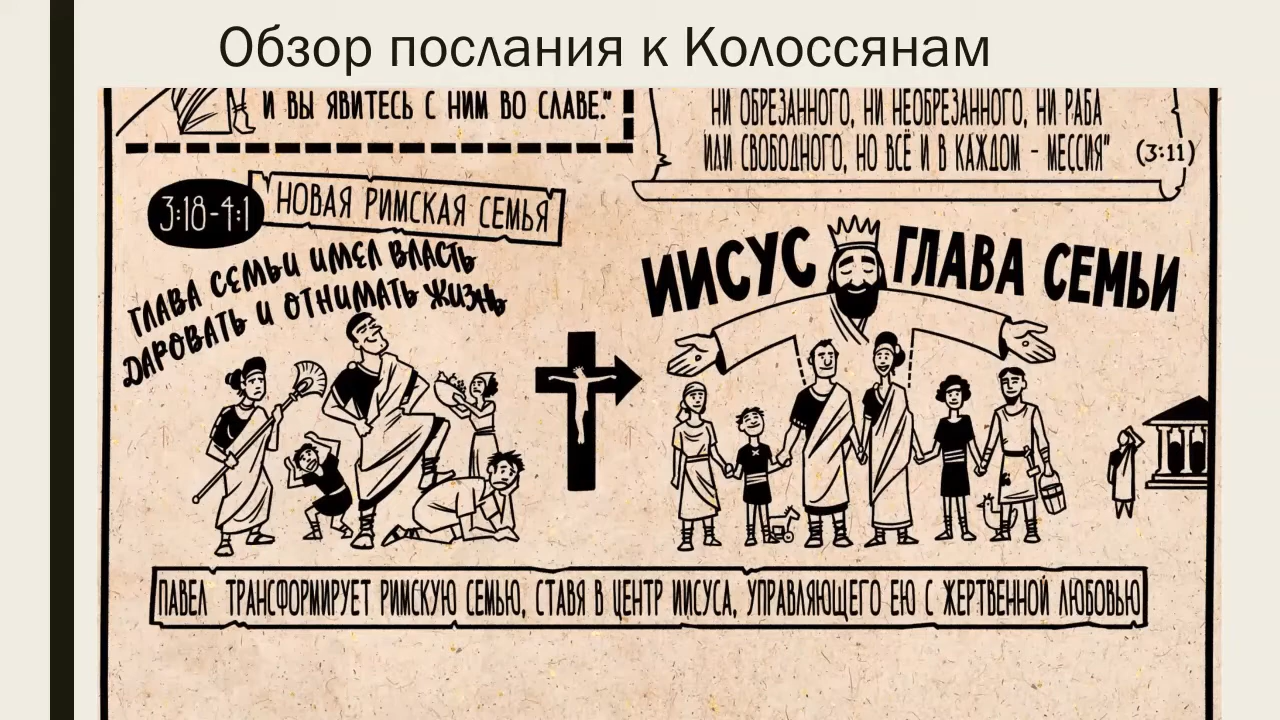 Обзор послания к Колоссянам
И ВЫ ЯВИТЕСЬ С НИМ ВО СЛАВЕ."
НИ ОБРЕЗАННОГО, НИ НЕОБРЕЗАННОГО, НИ РАБА
ИЛИ СВОБОДНОГО, НО ВСЁ И В КАЖДОМ - МЕССИЯ" (3:11)
3:18-4:1 НОВАЯ РИМСКАЯ СЕМЬЯ
ГЛАВА СЕМЬИ ИМЕЛ ВЛАСТЬ
ДАРОВАТЬ И ОТНИМАТЬ ЖИЗНЬ
ИИСУС ГЛАВА СЕМЬИ
ПАВЕЛ ТРАНСФОРМИРУЕТ РИМСКУЮ СЕМЬЮ, СТАВЯ В ЦЕНТР ИИСУСА, УПРАВЛЯЮЩЕГО ЕЮ С ЖЕРТВЕННОЙ ЛЮБОВЬЮ